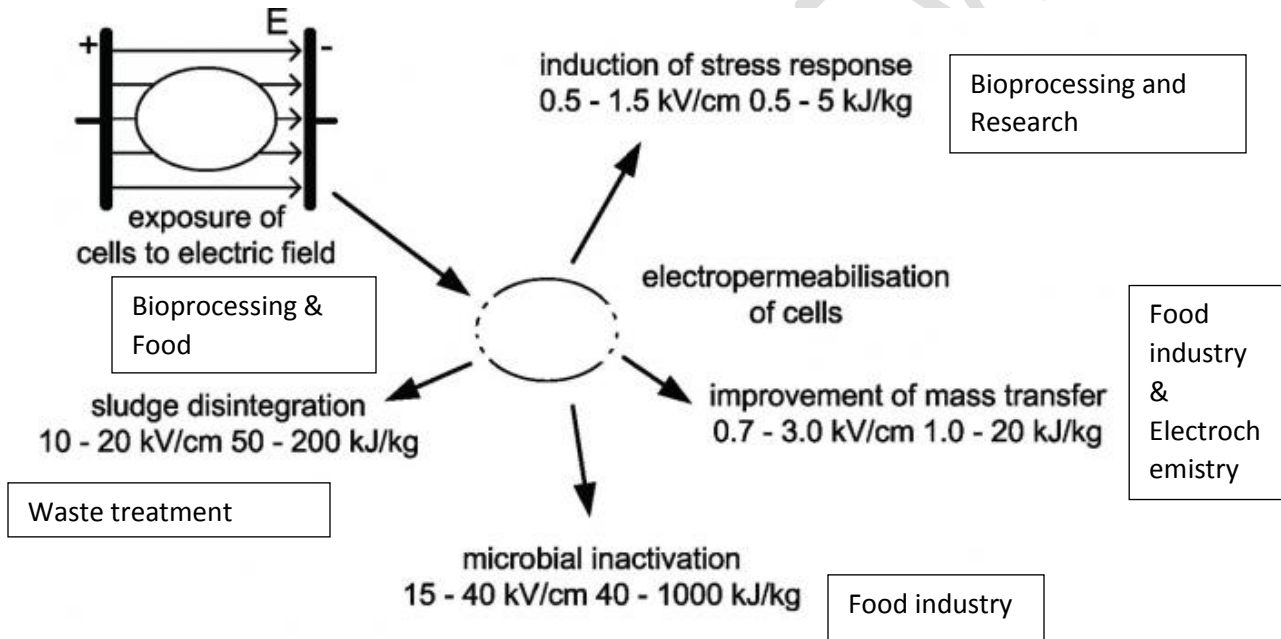 + E -
exposure of
cells to electric field
Bioprocessing &
Food
induction of stress response
0.5 - 1.5 kV/cm 0.5 - 5 kJ/kg
Bioprocessing and
Research
electropermeabilisation
of cells
improvement of mass transfer
0.7 - 3.0 kV/cm 1.0 - 20 kJ/kg
Food
industry
&
Electroch
emistry
sludge disintegration
10 - 20 kV/cm 50 - 200 kJ/kg
Waste treatment
microbial inactivation
15 - 40 kV/cm 40 - 1000 kJ/kg
Food industry